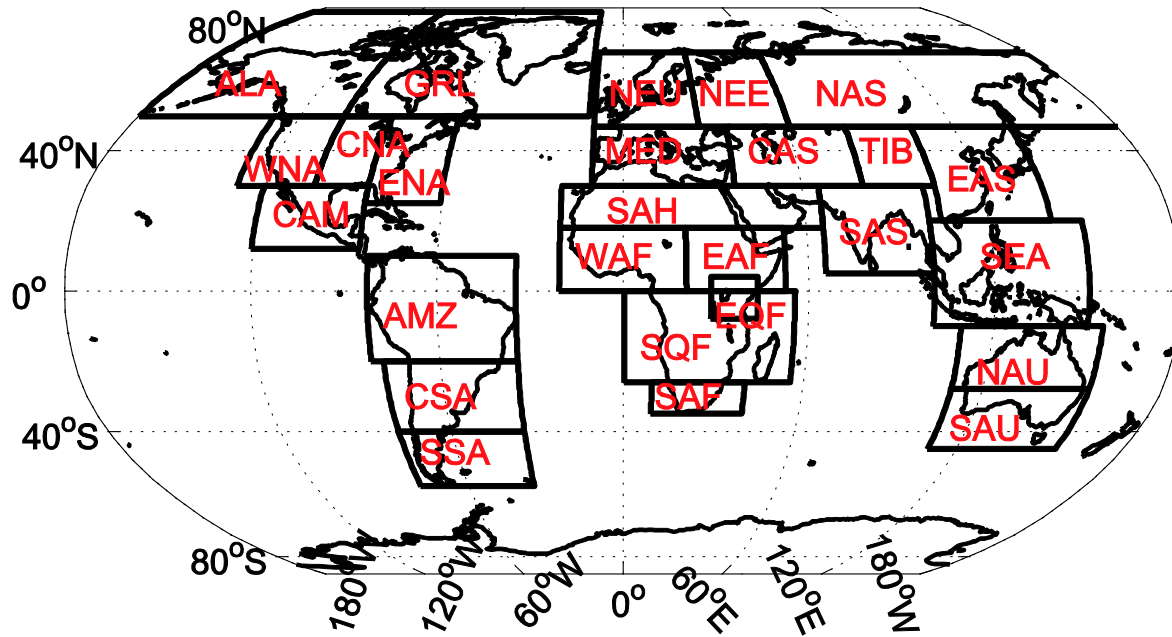 80°N
ALA GRL NEU NEE NAS
40°N WNA CNA ENA MED CAS TIB EAS
CAM SAH SAS
WAF EAF SEA
0° AMZ EQF
SQF NAU
CSA SAF
40°S SSA SAU
80°S
180°W 120°W 60°W 0° 60°E 120°E 180°W